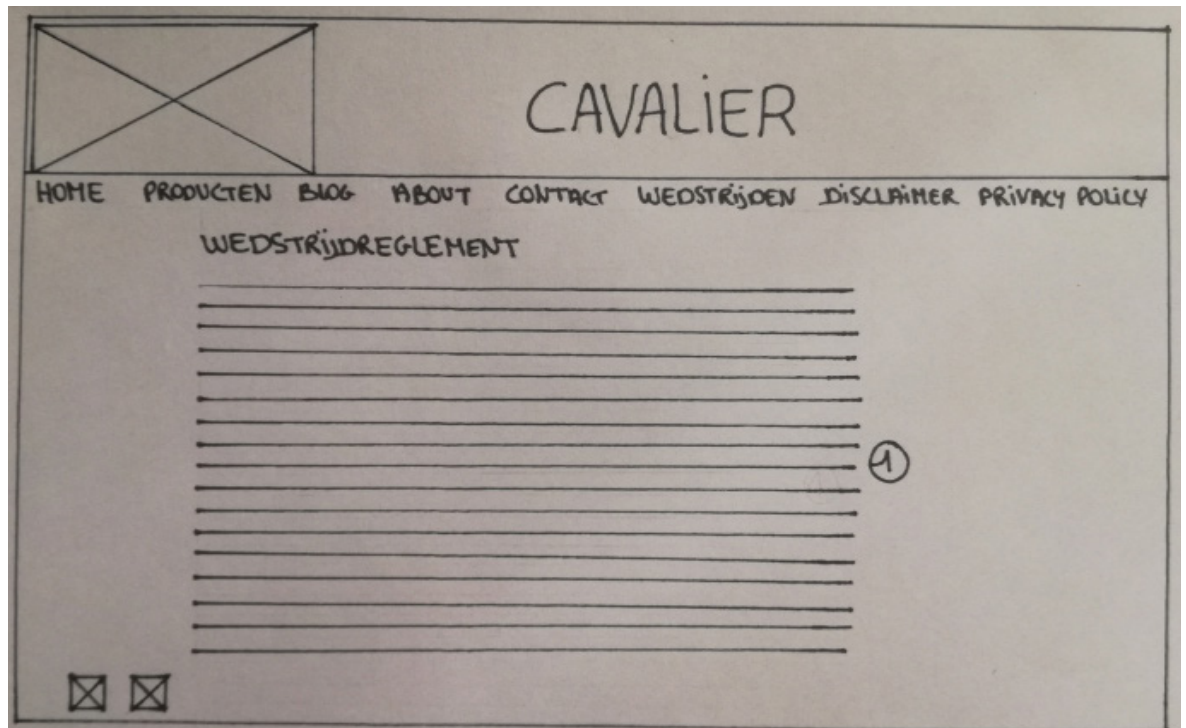 CAVALiER
HOME PRODUCTEN BLOG ABOUT CONTACT WEDSTRijDEN DiSCLAiMER PRiVACY POLiCY
WEDSTRijDREGLEMENT
1